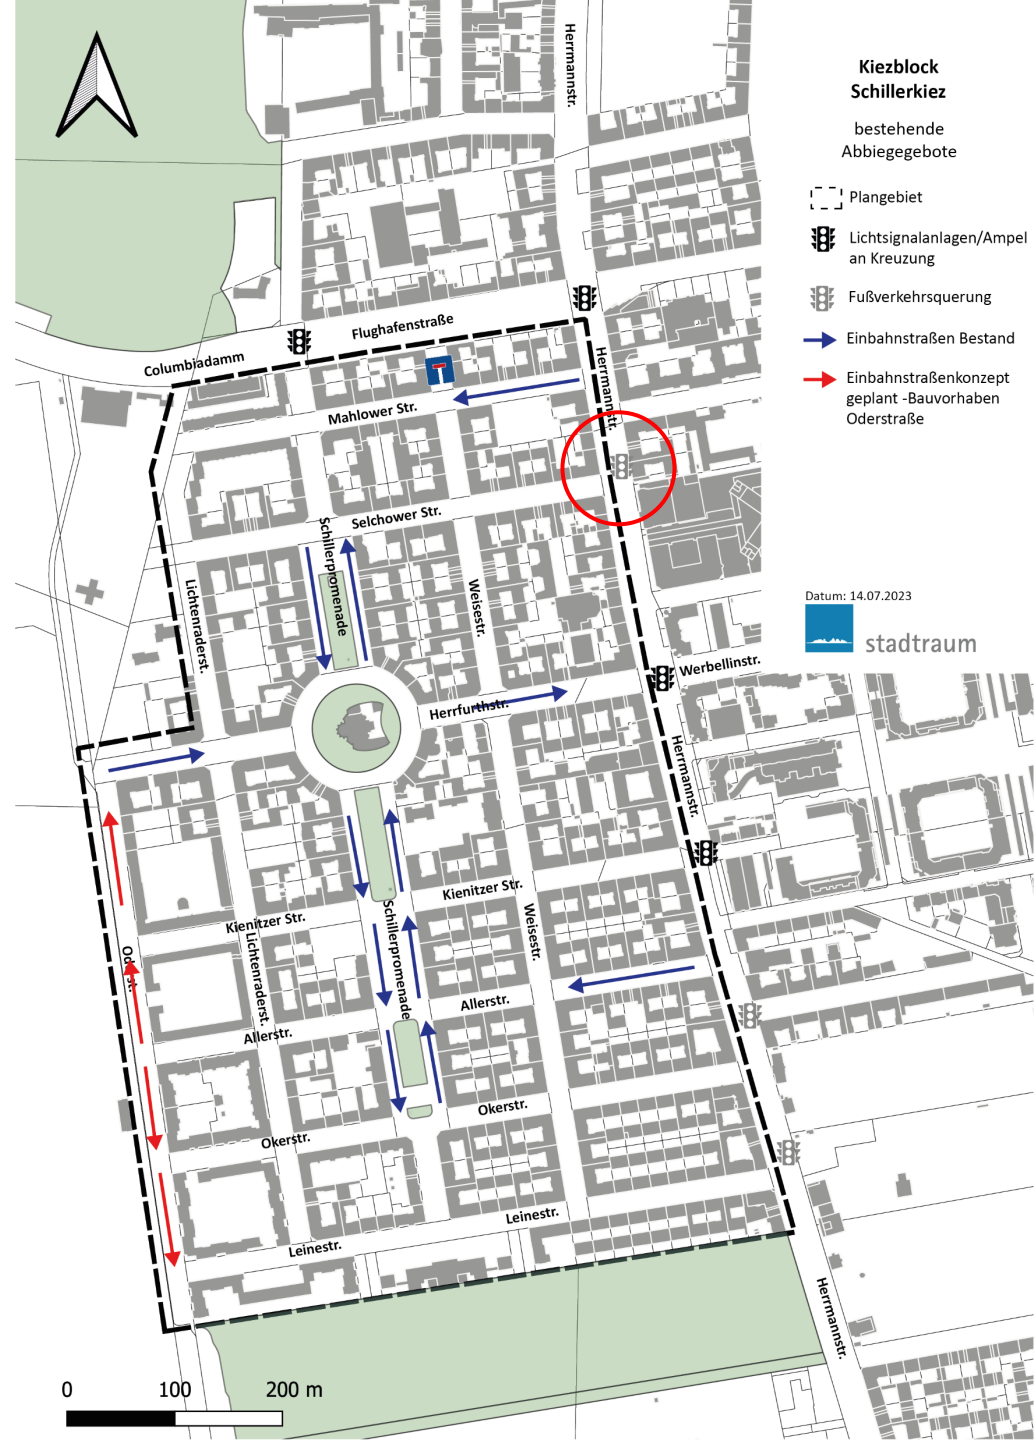 Herrmannstr.
Kiezblock
Schillerkiez
bestehende
Abbiegegebote
Plangebiet
Lichtsignalanlagen/Ampel
an Kreuzung
Fußverkehrsquerung
Einbahnstraßen Bestand
Einbahnstraßenkonzept
geplant -Bauvorhaben
Oderstraße
Flughafenstraße
Columbiadamm
Herrmannstr.
Mahlower Str.
Selchower Str.
Schillerpromenade
Lichtenraderst.
Weisestr.
Datum: 14.07.2023
stadtraum
Werbellinstr.
Herrfurthstr.
Herrmannstr.
Kienitzer Str.
Kienitzer Str.
Schillerpromenade
Weisestr.
Lichtenraderst.
Oderst.
Allerstr.
Allerstr.
Okerstr.
Okerstr.
Leinestr.
Leinestr.
Herrmannstr.
0 100 200 m